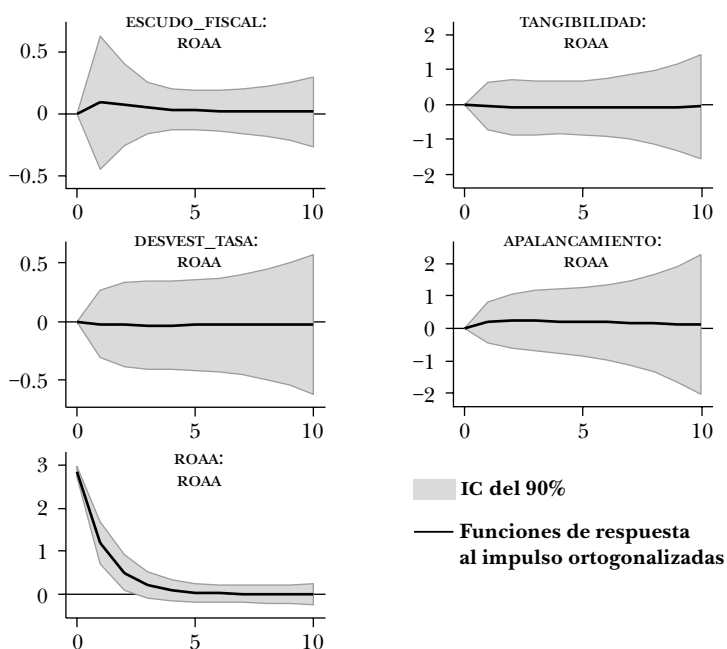 ESCUDO_FISCAL:
ROAA
0.5
0
−0.5
0
5
10
TANGIBILIDAD:
ROAA
2
1
0
−1
−2
0
5
10
DESVEST_TASA:
ROAA
0.5
0
−0.5
0
5
10
APALANCAMIENTO:
ROAA
2
1
0
−1
−2
0
5
10
ROAA:
ROAA
3
2
1
0
0
5
10
IC del 90%
Funciones de respuesta
al impulso ortogonalizadas